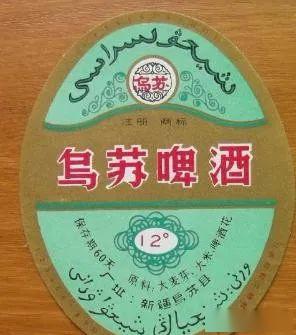 乌苏
注册 商标
乌苏啤酒
12°
保存期60天
原料：大麦芽、大米、啤酒花
厂址：新疆乌苏县